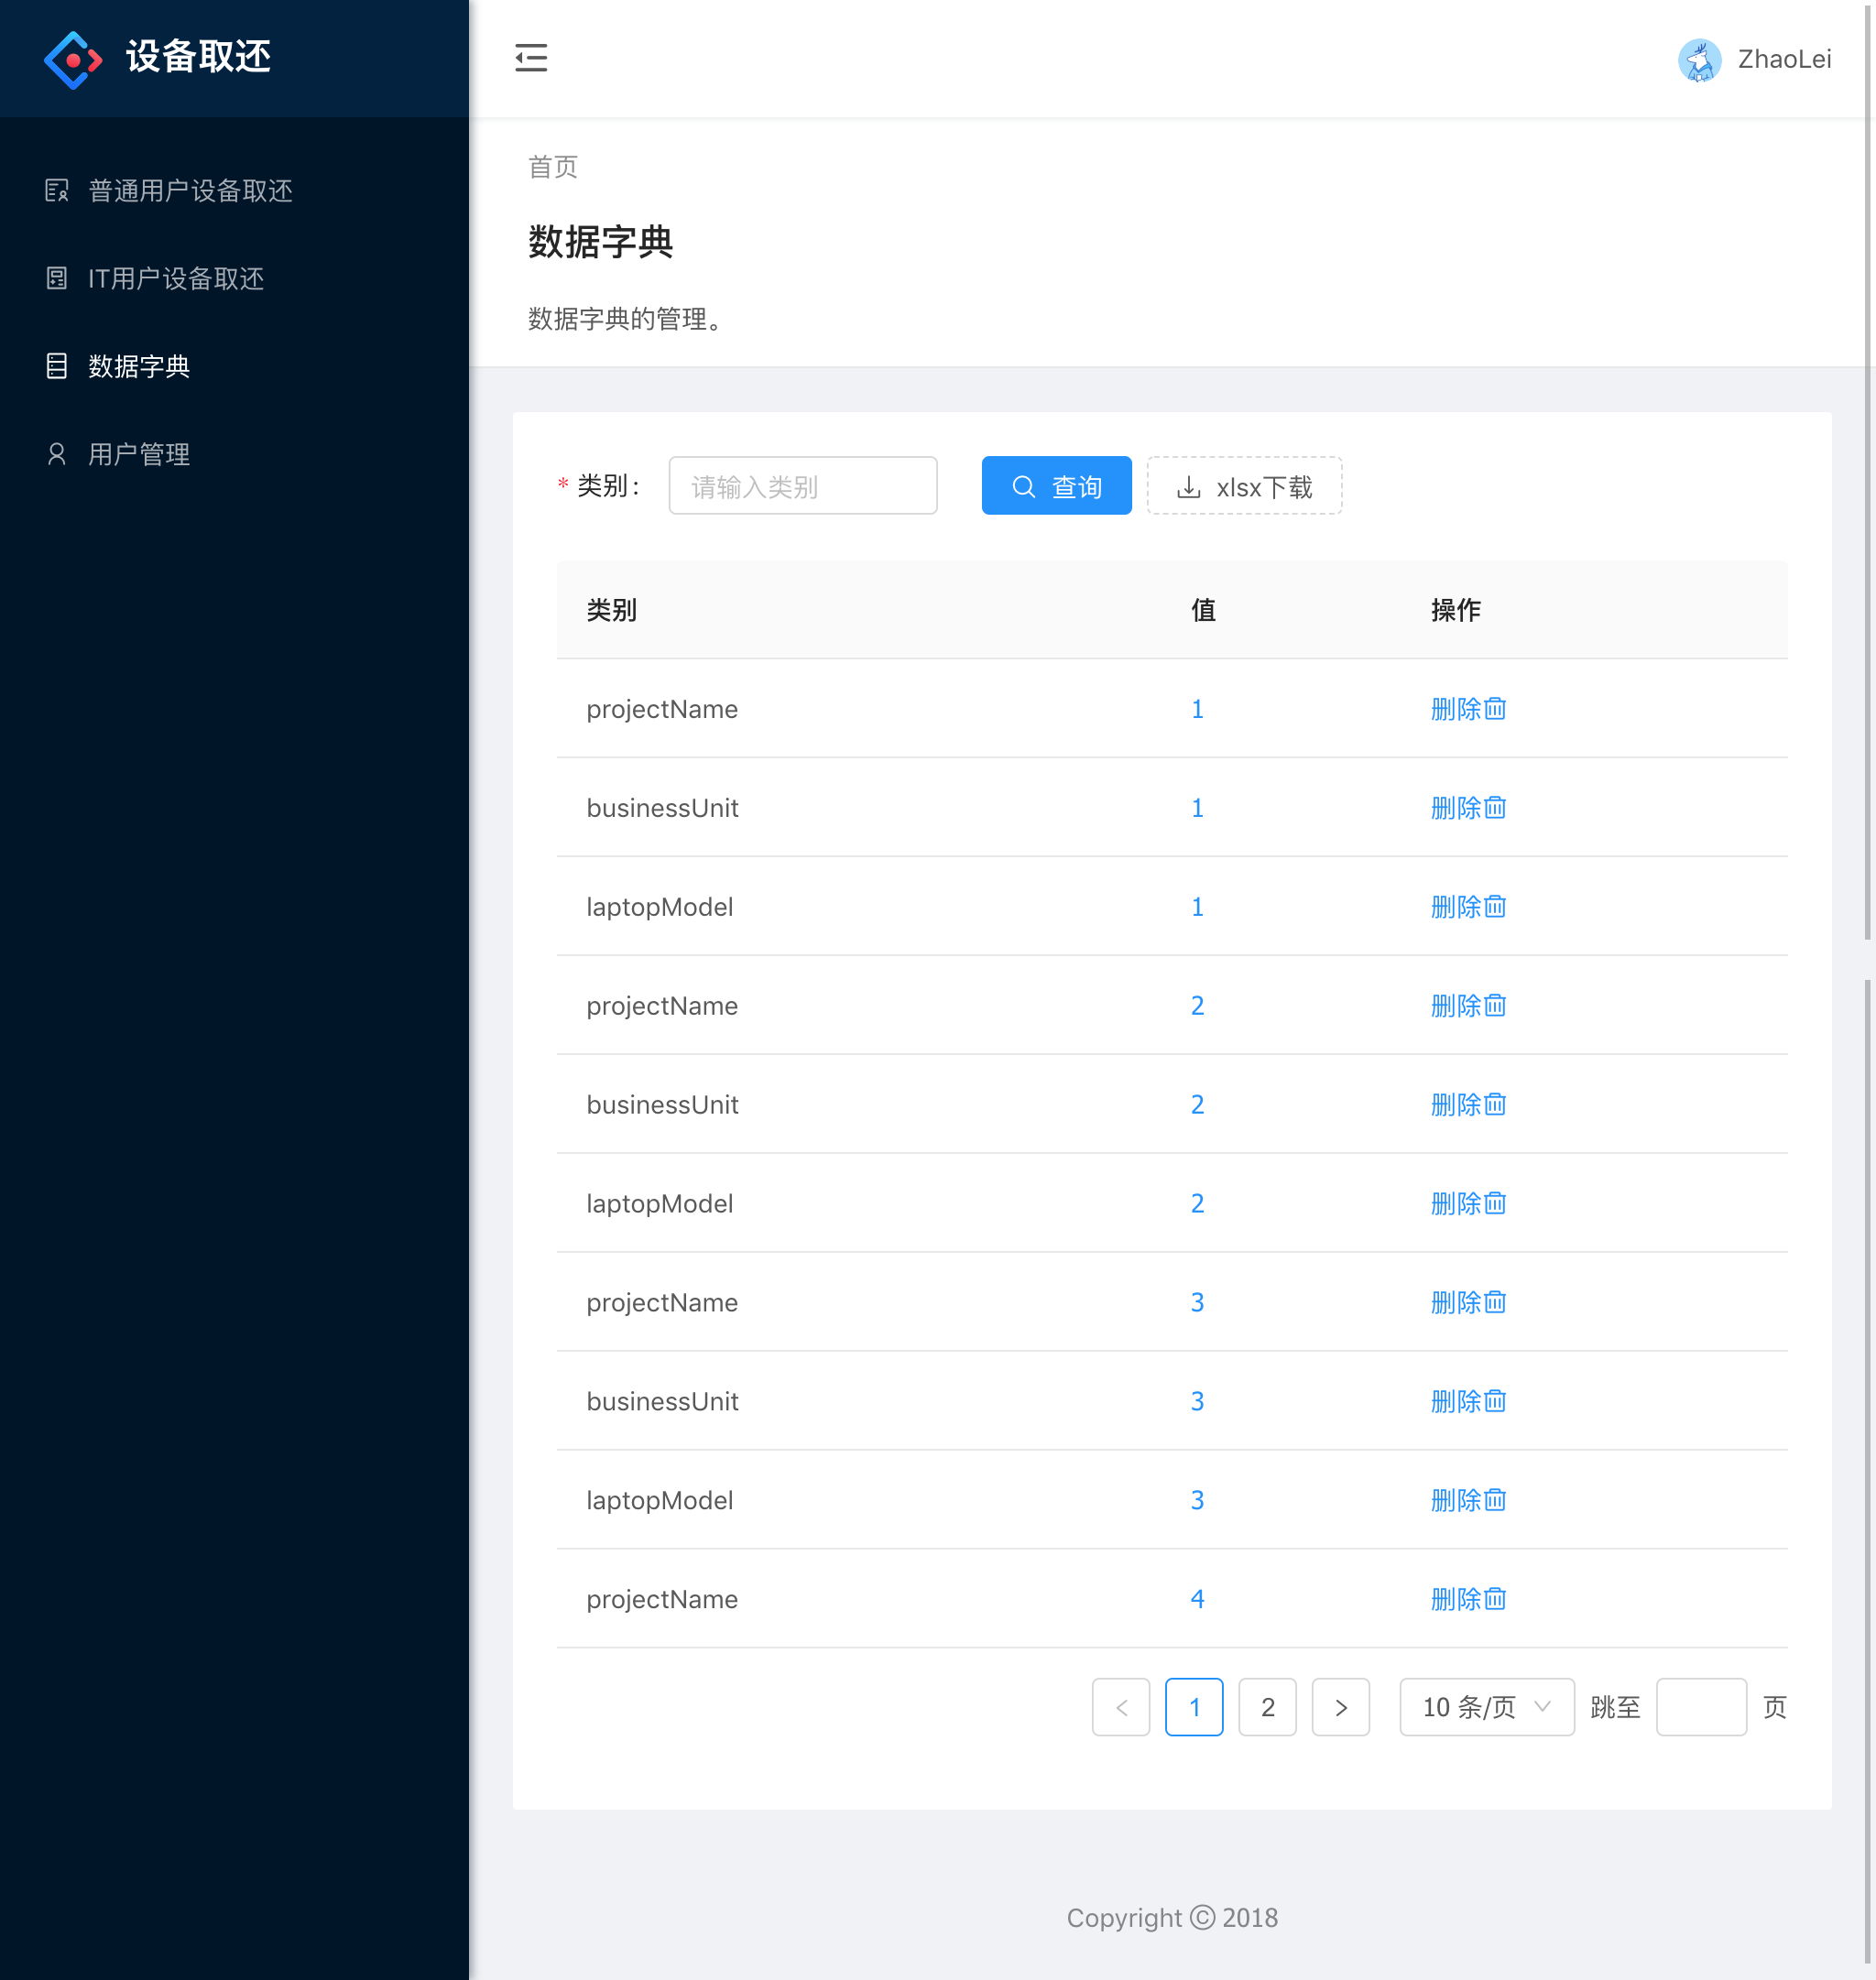 设备取还
ZhaoLei
普通用户设备取还
IT用户设备取还
数据字典
用户管理
首页
数据字典
数据字典的管理。
* 类别:
请输入类别
查询
xlsx下载
类别 值 操作
projectName 1 删除
businessUnit 1 删除
laptopModel 1 删除
projectName 2 删除
businessUnit 2 删除
laptopModel 2 删除
projectName 3 删除
businessUnit 3 删除
laptopModel 3 删除
projectName 4 删除
< 1 2 > 10 条/页 跳至 页
Copyright © 2018